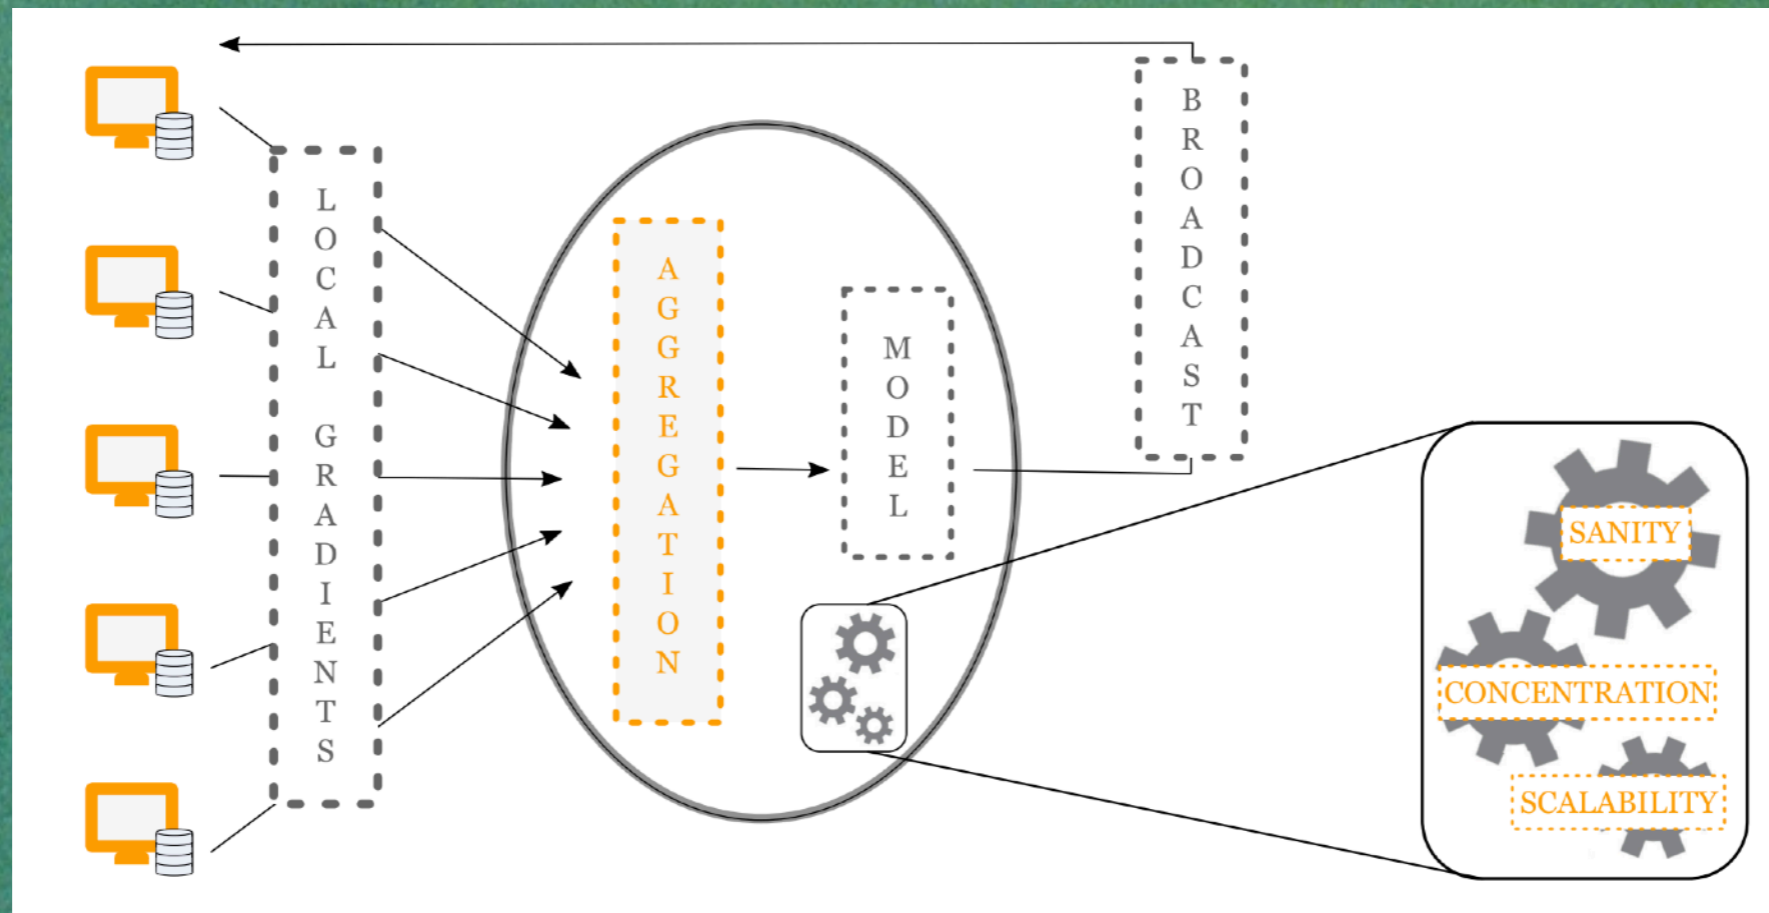 LOCAL GRADIENTS
AGGREGATION
MODEL
BROADCAST
SANITY
CONCENTRATION
SCALABILITY